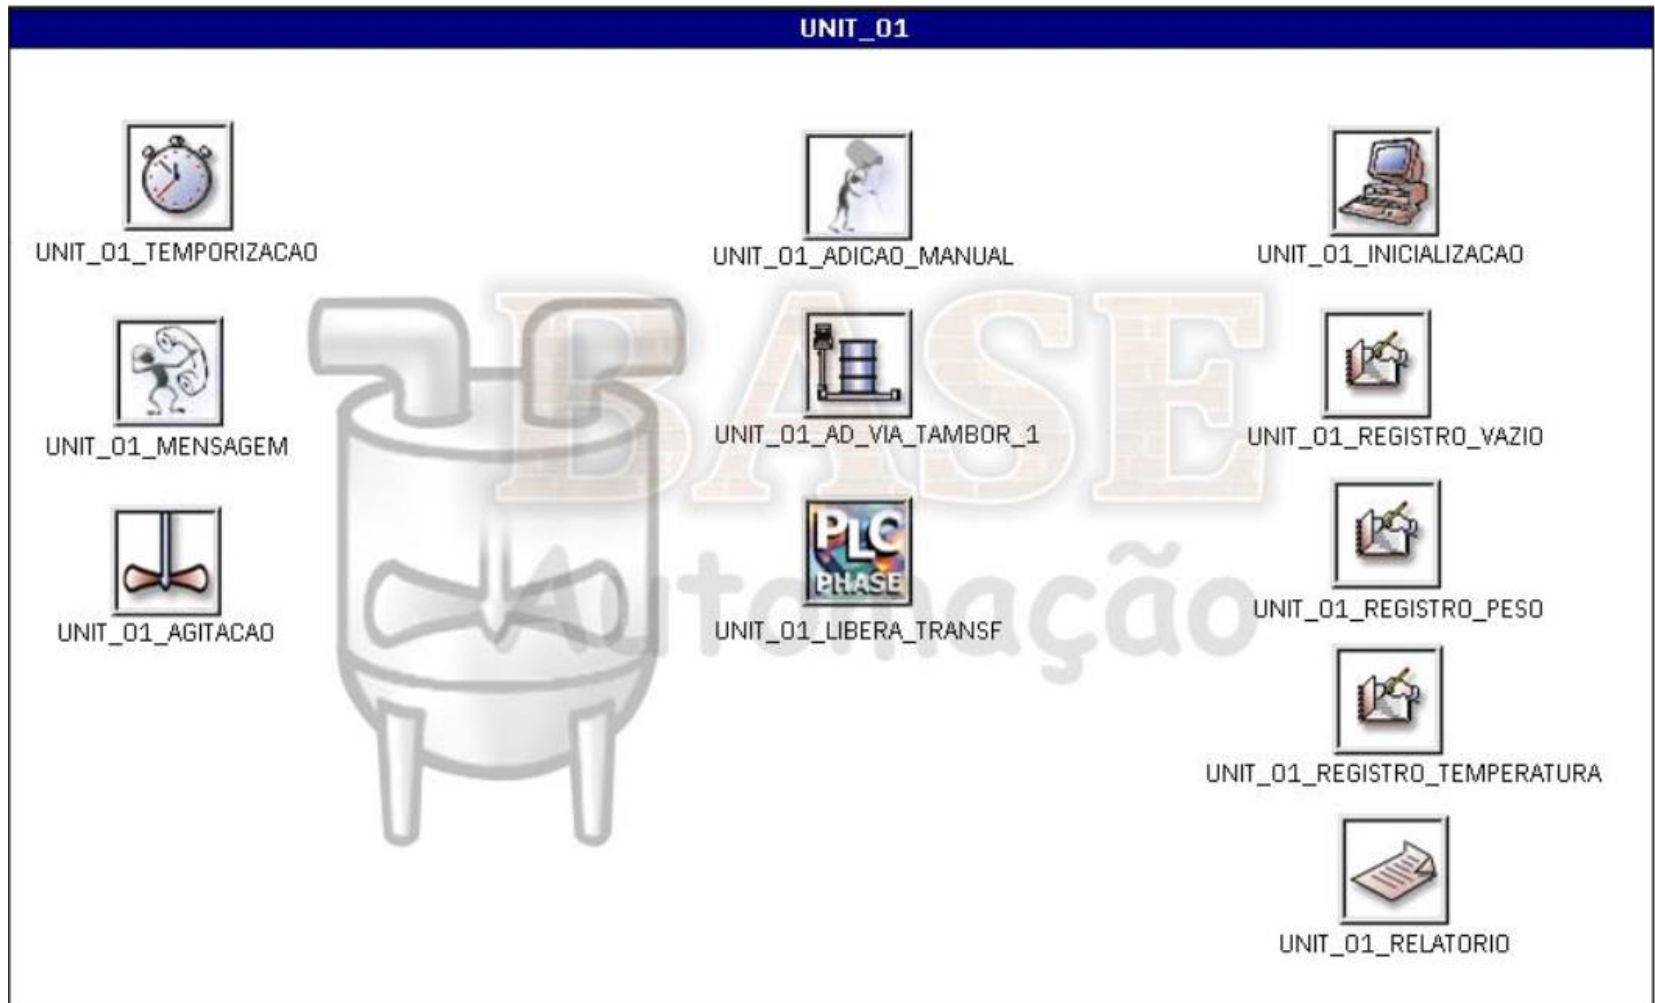 UNIT_01
UNIT_01_TEMPORIZACAO
UNIT_01_ADICAO_MANUAL
UNIT_01_INICIALIZACAO
BASE
UNIT_01_MENSAGEM
UNIT_01_AD_VIA_TAMBOR_1
UNIT_01_REGISTRO_VAZIO
PLC
PHASE
Automação
UNIT_01_AGITACAO
UNIT_01_LIBERA_TRANSF
UNIT_01_REGISTRO_PESO
UNIT_01_REGISTRO_TEMPERATURA
UNIT_01_RELATORIO